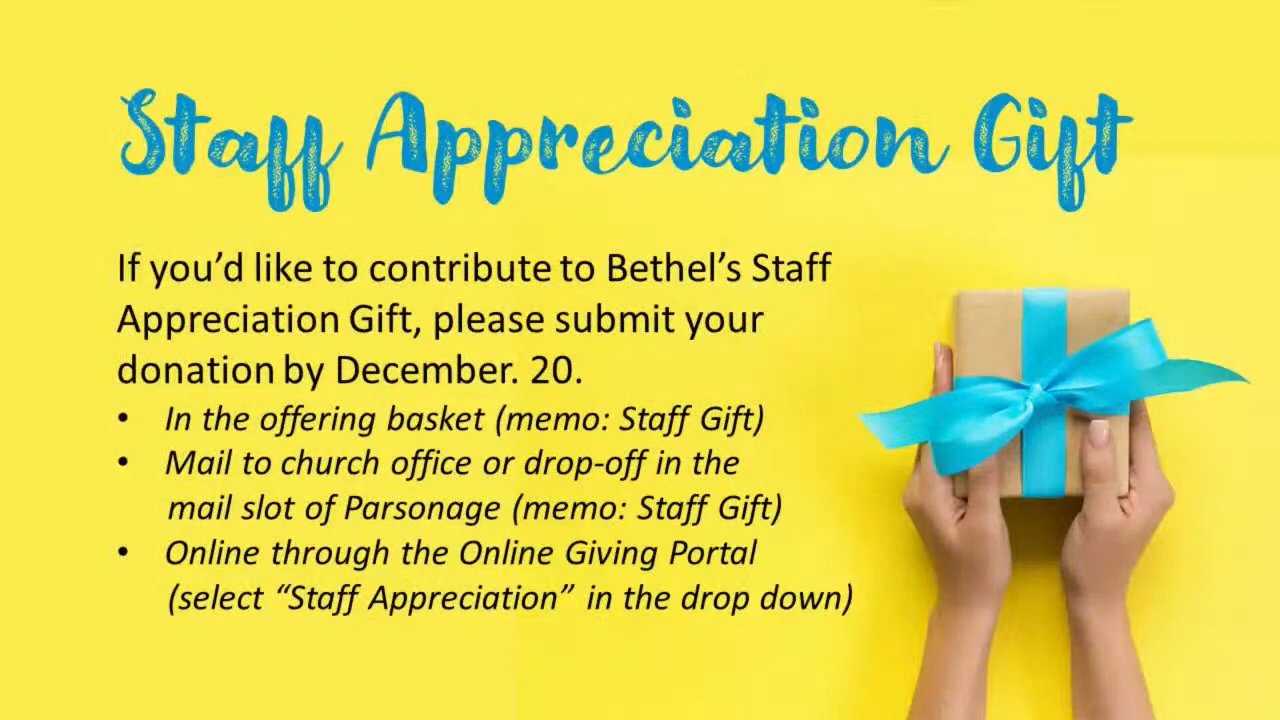 Staff Appreciation Gift
If you’d like to contribute to Bethel’s Staff
Appreciation Gift, please submit your
donation by December. 20.
• In the offering basket (memo: Staff Gift)
• Mail to church office or drop-off in the
mail slot of Parsonage (memo: Staff Gift)
• Online through the Online Giving Portal
(select “Staff Appreciation” in the drop down)